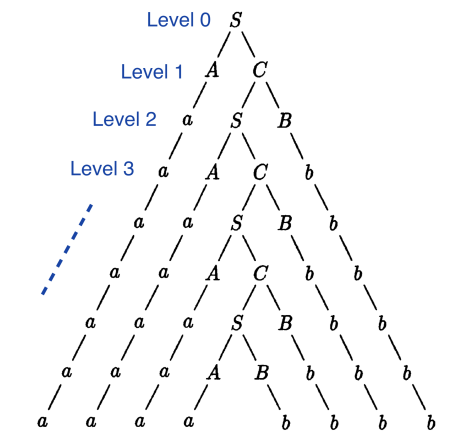 Level 0 S
Level 1 A C
Level 2 a S B
Level 3 a A C b
a a S B b
a a A C b b
a a a S B b b
a a a A B b b b
a a a a b b b b